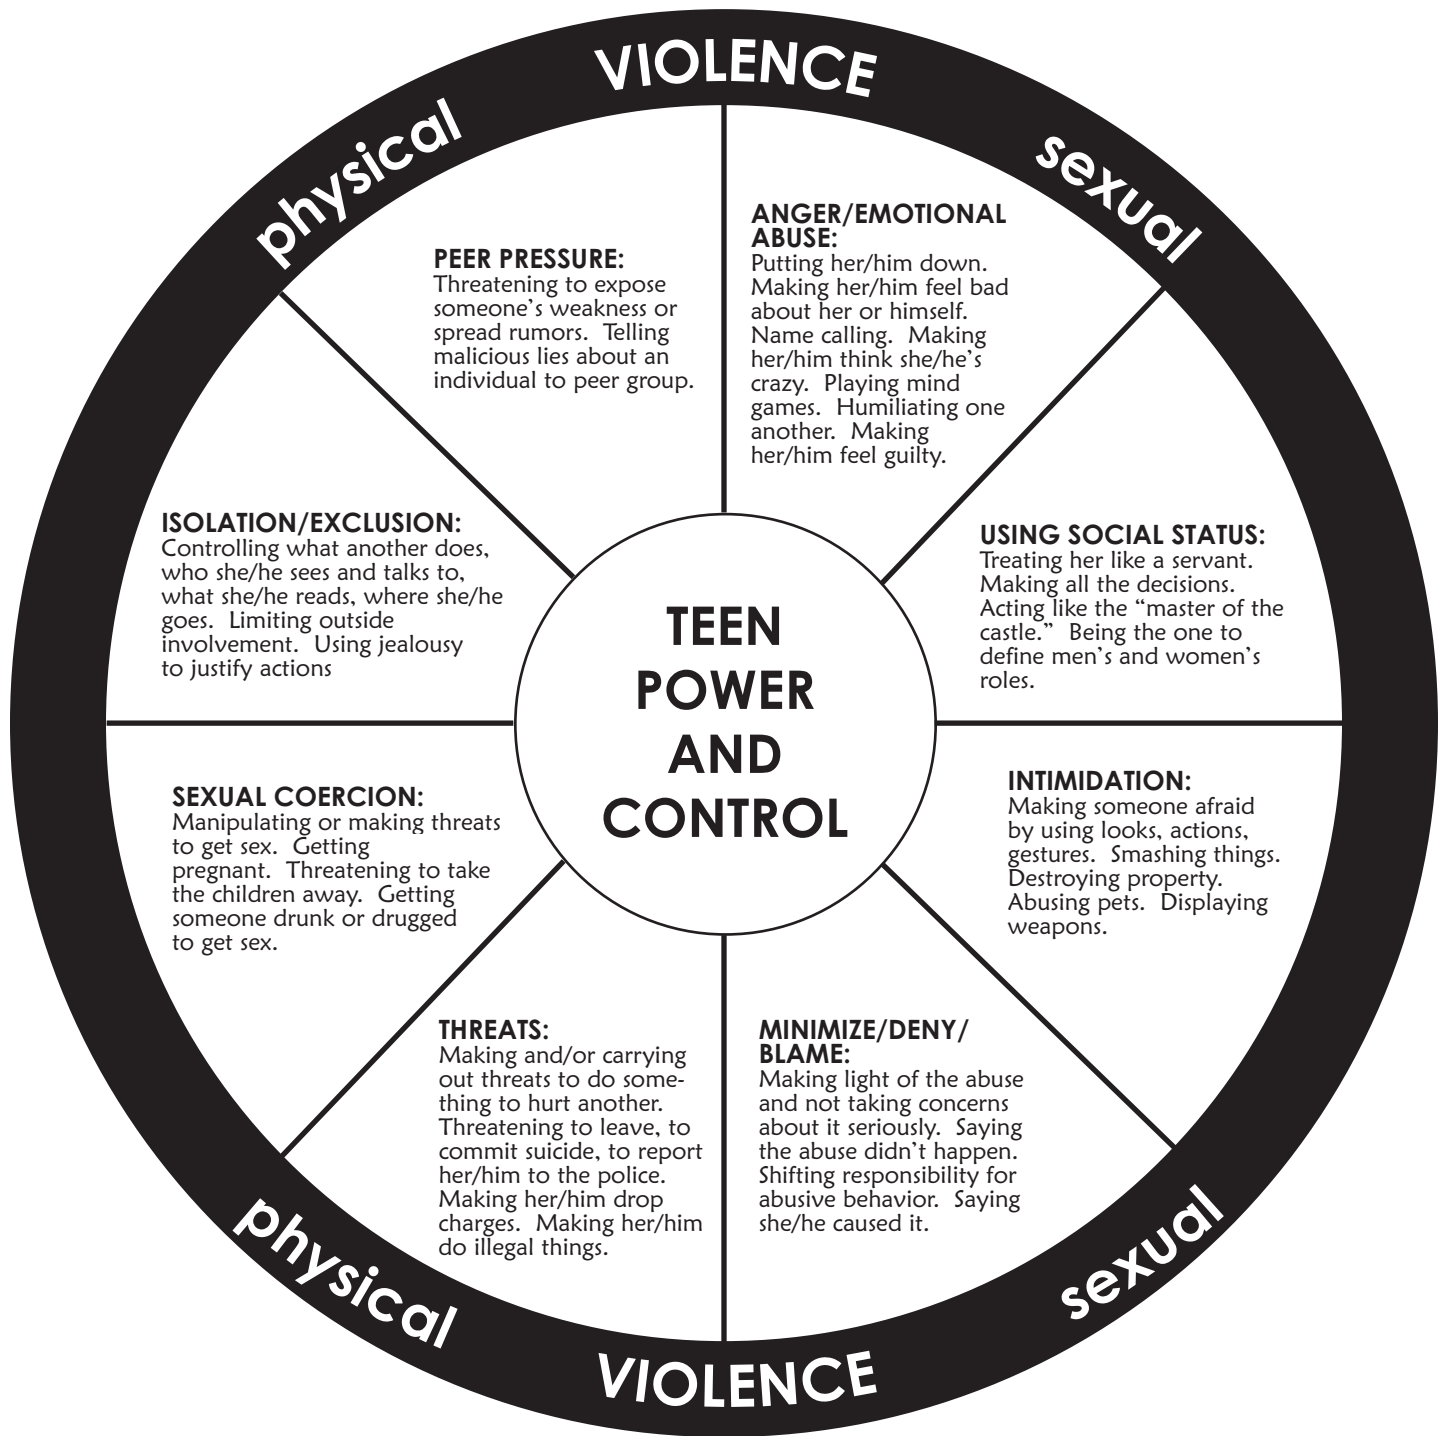 VIOLENCE
physical
sexual
PEER PRESSURE:
Threatening to expose
someone’s weakness or
spread rumors.  Telling
malicious lies about an
individual to peer group.
ANGER/EMOTIONAL
ABUSE:
Putting her/him down.
Making her/him feel bad
about her or himself.
Name calling.  Making
her/him think she/he’s
crazy.  Playing mind
games.  Humiliating one
another.  Making
her/him feel guilty.
ISOLATION/EXCLUSION:
Controlling what another does,
who she/he sees and talks to,
what she/he reads, where she/he
goes.  Limiting outside
involvement.  Using jealousy
to justify actions
USING SOCIAL STATUS:
Treating her like a servant.
Making all the decisions.
Acting like the “master of the
castle.”  Being the one to
define men’s and women’s
roles.
TEEN
POWER
AND
CONTROL
SEXUAL COERCION:
Manipulating or making threats
to get sex.  Getting
pregnant.  Threatening to take
the children away.  Getting
someone drunk or drugged
to get sex.
INTIMIDATION:
Making someone afraid
by using looks, actions,
gestures.  Smashing things.
Destroying property.
Abusing pets.  Displaying
weapons.
THREATS:
Making and/or carrying
out threats to do some-
thing to hurt another.
Threatening to leave, to
commit suicide, to report
her/him to the police.
Making her/him drop
charges.  Making her/him
do illegal things.
MINIMIZE/DENY/
BLAME:
Making light of the abuse
and not taking concerns
about it seriously.  Saying
the abuse didn’t happen.
Shifting responsibility for
abusive behavior.  Saying
she/he caused it.
physical
sexual
VIOLENCE